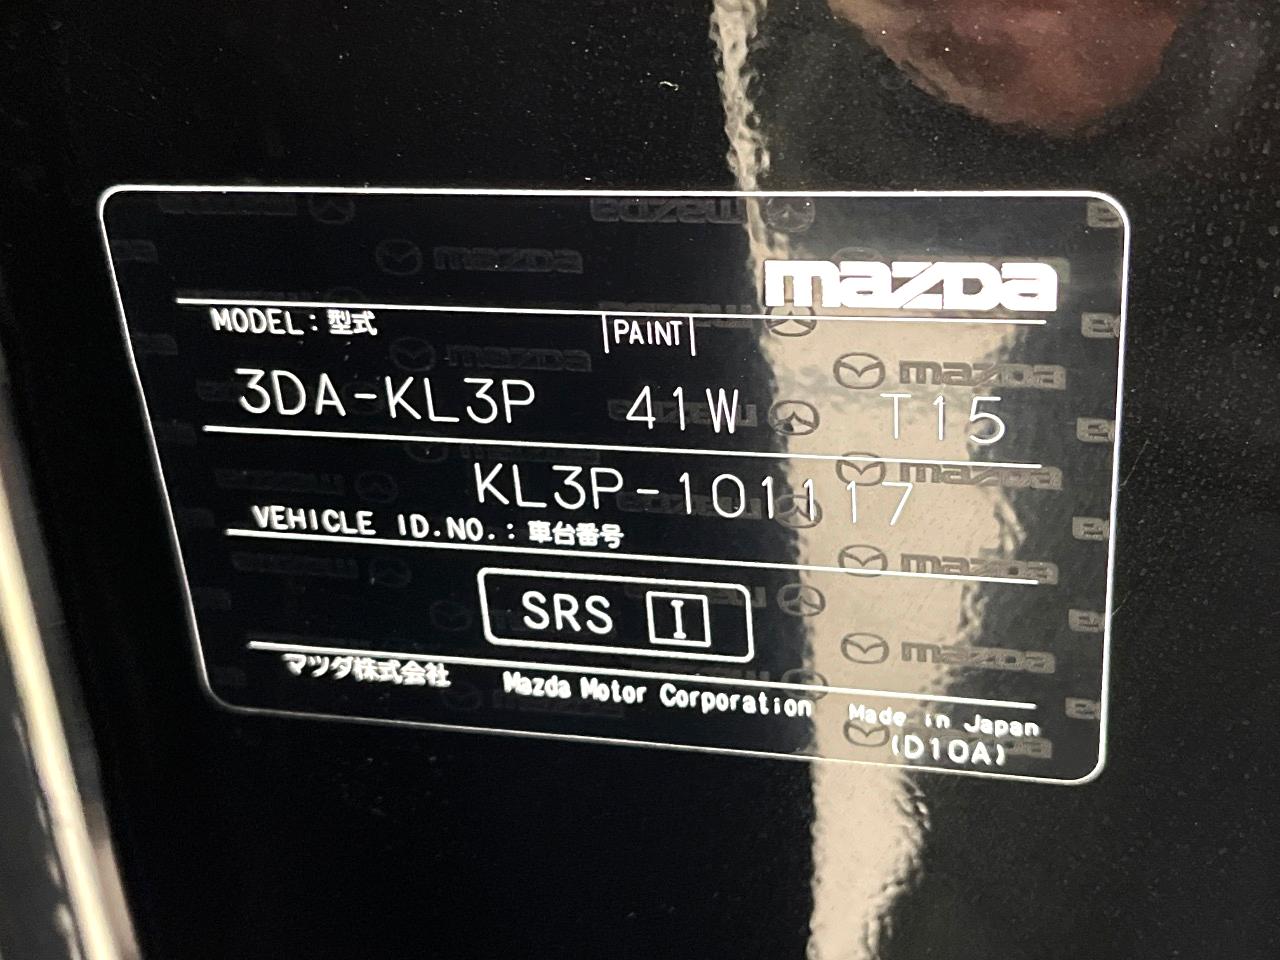 mazda
MODEL:型式 PAINT
3DA-KL3P 41W T15
KL3P-101117
VEHICLE ID.NO.:車台番号
SRS I
マツダ株式会社 Mazda Motor Corporation Made in Japan
(D10A)